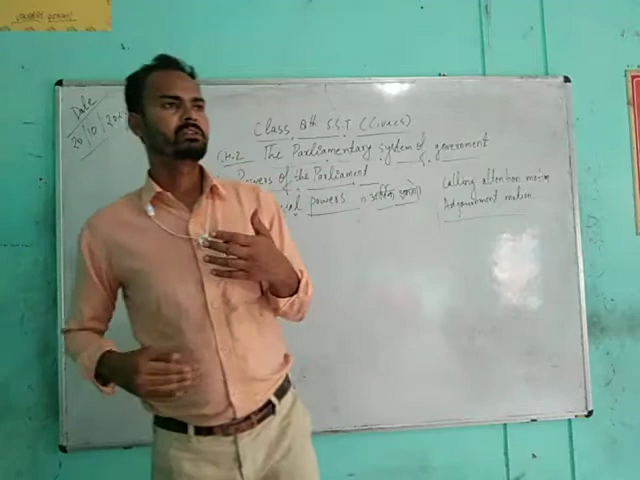 Date
20/10/20
Class 8th S.S.T (Civics)
CH.2 The Parliamentary system of government
Powers of the Parliament
powers
Calling attention motion
Adjournment motion